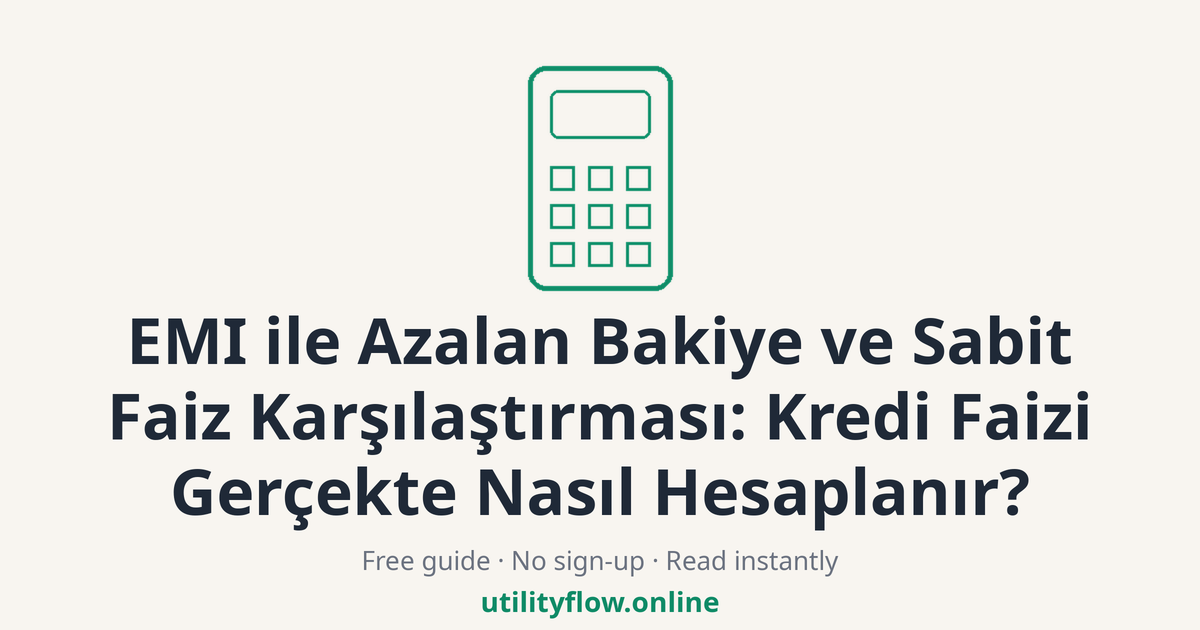 EMI ile Azalan Bakiye ve Sabit
Faiz Karşılaştırması: Kredi Faizi
Gerçekte Nasıl Hesaplanır?
Free guide · No sign-up · Read instantly
utilityflow.online